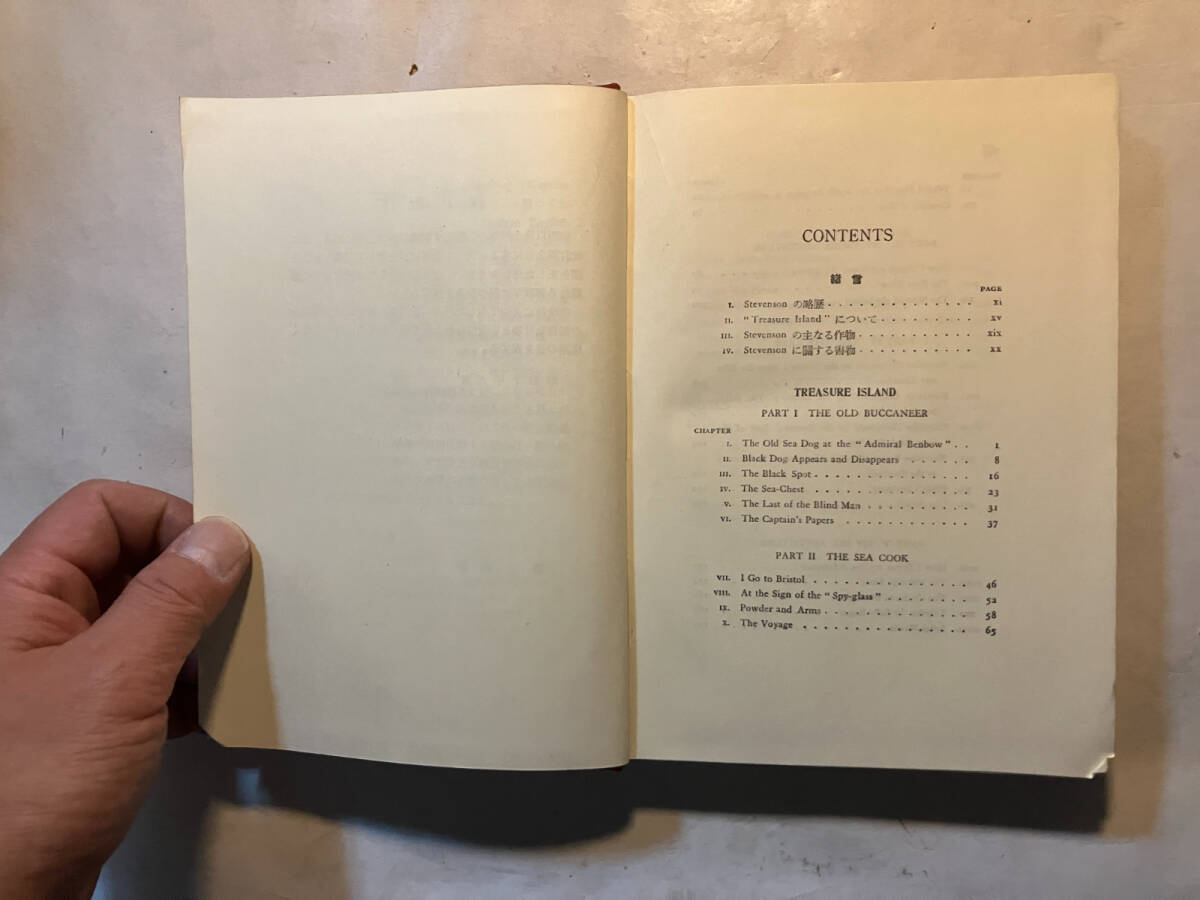 CONTENTS
緒言
PAGE
I. Stevenson の略歴 . . . . . . . . . . . . . . xi
II. "Treasure Island" について . . . . . . . . . . xv
III. Stevenson の主なる作物 . . . . . . . . . . . xix
IV. Stevenson に關する書物 . . . . . . . . . . . xx
TREASURE ISLAND
PART I THE OLD BUCCANEER
CHAPTER
I. The Old Sea Dog at the "Admiral Benbow" . . 1
II. Black Dog Appears and Disappears . . . . . . 8
III. The Black Spot . . . . . . . . . . . . . . . 16
IV. The Sea-Chest . . . . . . . . . . . . . . . 23
V. The Last of the Blind Man . . . . . . . . . . 31
VI. The Captain's Papers . . . . . . . . . . . . 37
PART II THE SEA COOK
VII. I Go to Bristol . . . . . . . . . . . . . . . 46
VIII. At the Sign of the "Spy-glass" . . . . . . . . 52
IX. Powder and Arms . . . . . . . . . . . . . . 58
X. The Voyage . . . . . . . . . . . . . . . . 65